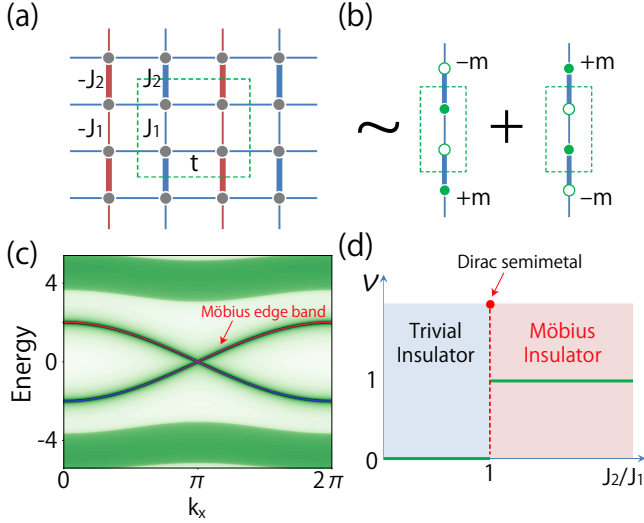 (a)
-J2
J2
-J1
J1
t
(b)
~
+
-m
+m
+m
-m
(c)
Energy
4
0
-4
Möbius edge band
0
π
2π
kx
(d)
Dirac semimetal
ν
Trivial
Insulator
Möbius
Insulator
1
0
1
J2/J1